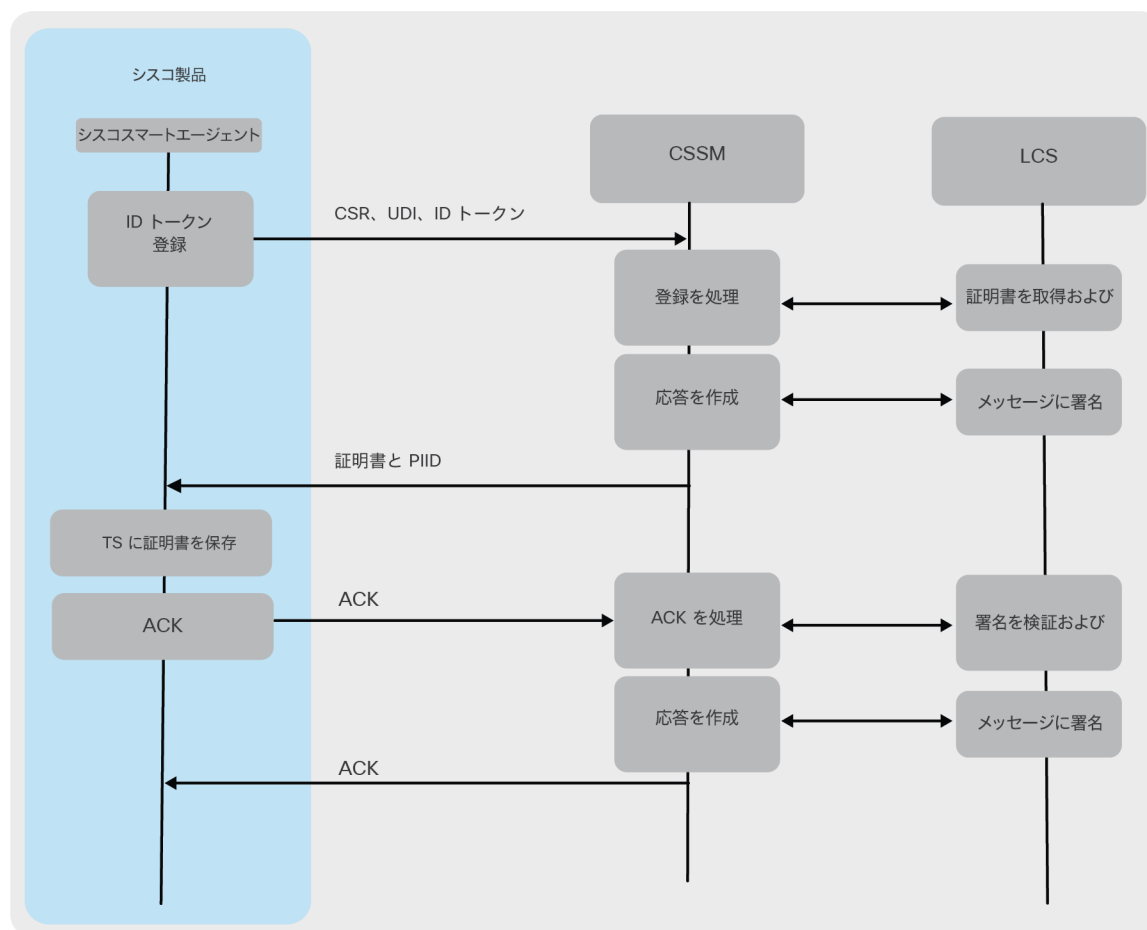 シスコ製品
シスコスマートエージェント
CSSM
LCS
ID トークン
登録
CSR、UDI、ID トークン
登録を処理
証明書を取得および
応答を作成
メッセージに署名
証明書と PIID
TS に証明書を保存
ACK
ACK
ACK を処理
署名を検証および
応答を作成
メッセージに署名
ACK